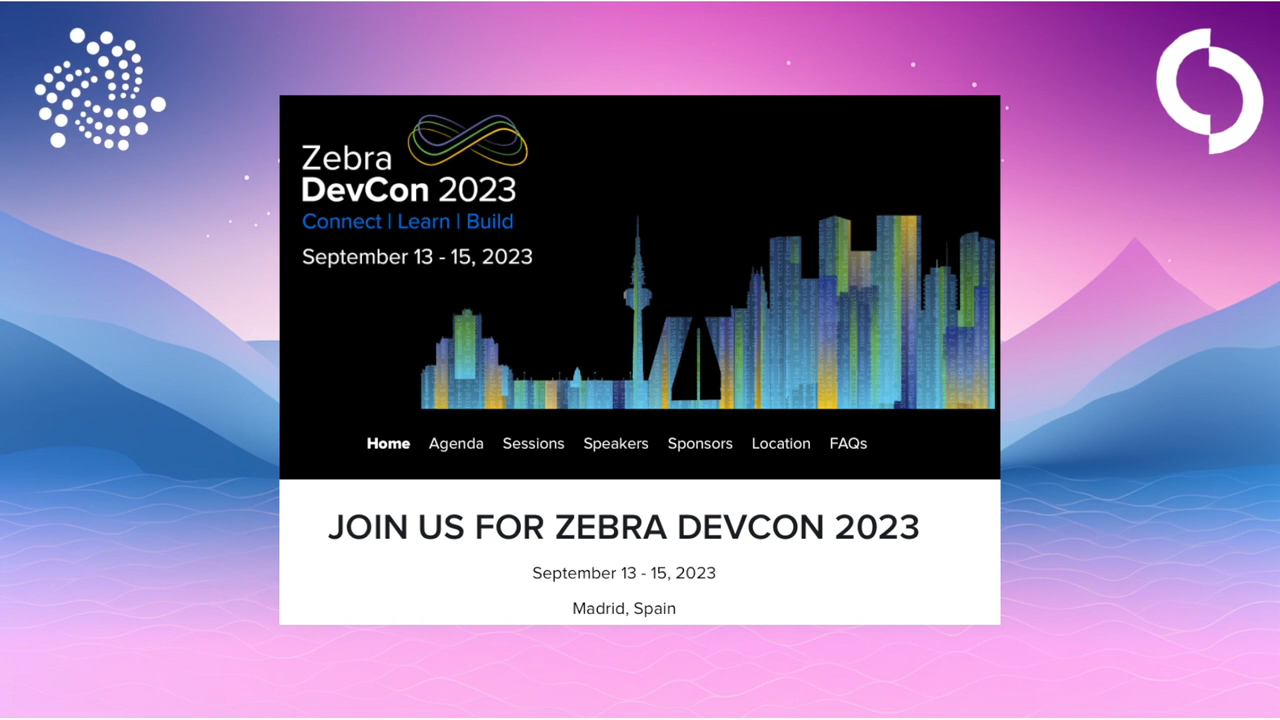 Zebra
DevCon 2023
Connect | Learn | Build
September 13 - 15, 2023
Home Agenda Sessions Speakers Sponsors Location FAQs
JOIN US FOR ZEBRA DEVCON 2023
September 13 - 15, 2023
Madrid, Spain